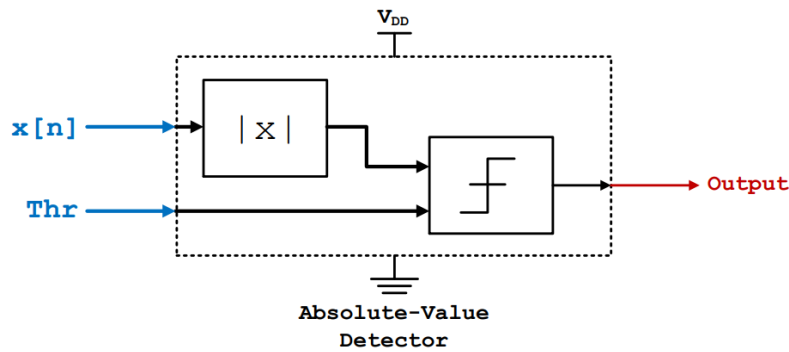 VDD
x[n]
|x|
Thr
Output
Absolute-Value
Detector